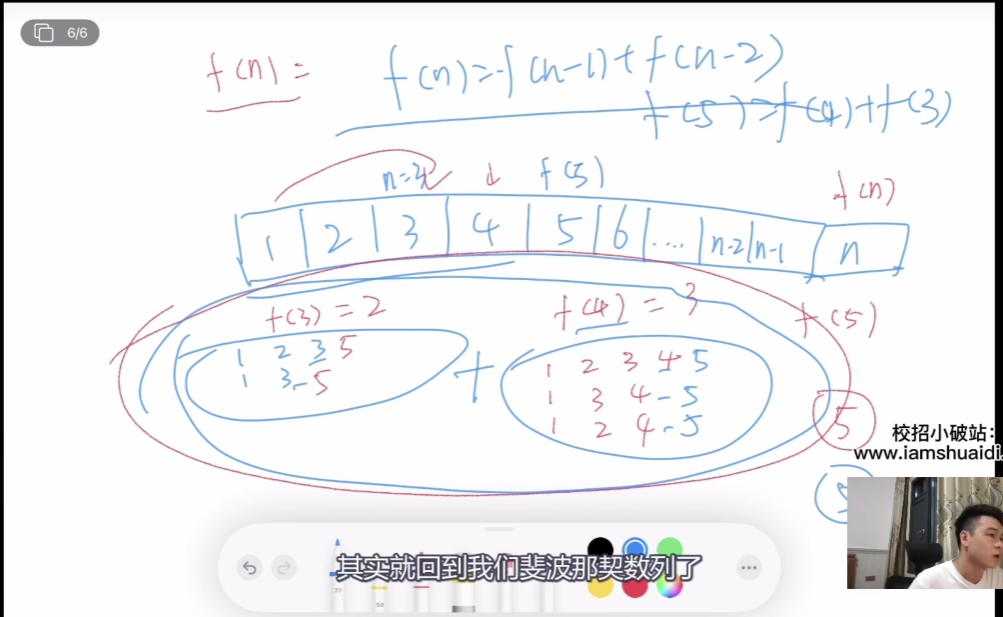 6/6
f(n)=
f(n)=f(n-1)+f(n-2)
f(5)=f(4)+f(3)
f(5)
f(n)
1 2 3 4 5 6 .... n-2 n-1 n
f(3)=2
f(4)=3
f(5)
1 2 3 5
1 3-5
+
1 2 3 4 5
1 3 4-5
1 2 4-5
5
校招小破站:
www.iamshuaidi.
其实就回到我们斐波那契数列了